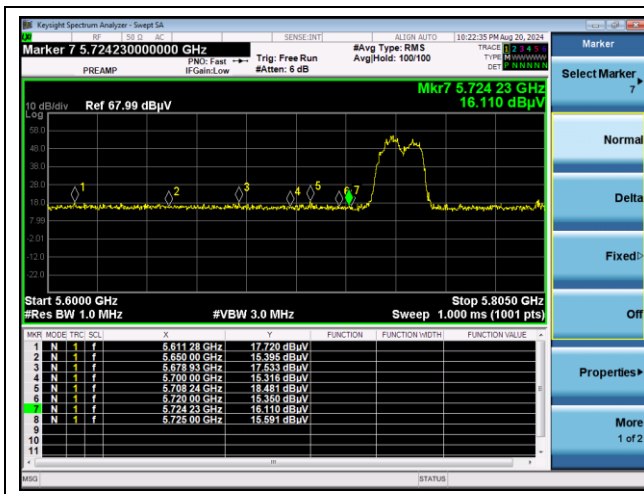 Keysight Spectrum Analyzer - Swept SA
RF 50 Ω AC SENSE:INT ALIGN AUTO 10:22:35 PM Aug 20, 2024
Marker 7 5.724230000000 GHz
PREAMP
PNO: Fast
IFGain:Low
Trig: Free Run
#Atten: 6 dB
#Avg Type: RMS
Avg|Hold: 100/100
TRACE 1 2 3 4 5 6
TYPE M W W W W W
DET P N N N N N
Mkr7 5.724 23 GHz
16.110 dBµV
10 dB/div Ref 67.99 dBµV
Log
58.0
48.0
38.0
28.0
18.0
7.99
-2.01
-12.0
-22.0
1 2 3 4 5 6 7
Start 5.6000 GHz Stop 5.8050 GHz
#Res BW 1.0 MHz #VBW 3.0 MHz Sweep 1.000 ms (1001 pts)
MKR MODE TRC SCL X Y FUNCTION FUNCTION WIDTH FUNCTION VALUE
1 N 1 f 5.611 28 GHz 17.720 dBµV
2 N 1 f 5.650 00 GHz 15.395 dBµV
3 N 1 f 5.678 93 GHz 17.533 dBµV
4 N 1 f 5.700 00 GHz 15.316 dBµV
5 N 1 f 5.708 24 GHz 18.481 dBµV
6 N 1 f 5.720 00 GHz 15.350 dBµV
7 N 1 f 5.724 23 GHz 16.110 dBµV
8 N 1 f 5.725 00 GHz 15.591 dBµV
9
10
11
MSG STATUS
Marker
Select Marker
7
Normal
Delta
Fixed
Off
Properties
More
1 of 2